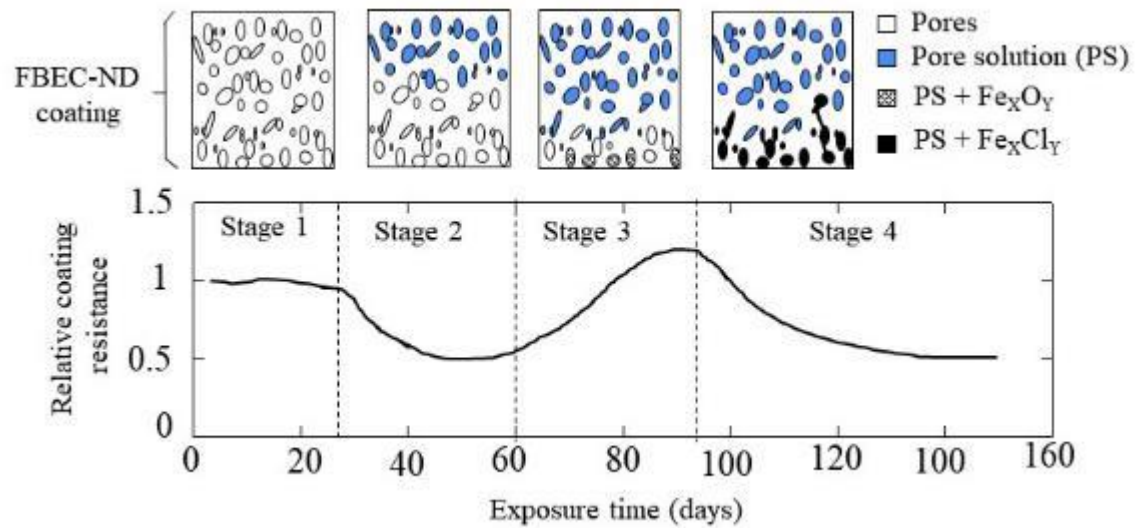 FBEC-ND
coating
Pores
Pore solution (PS)
PS + FeXOY
PS + FeXClY
Relative coating
resistance
1.5
1
0.5
0
Stage 1
Stage 2
Stage 3
Stage 4
0 20 40 60 80 100 120 100 160
Exposure time (days)